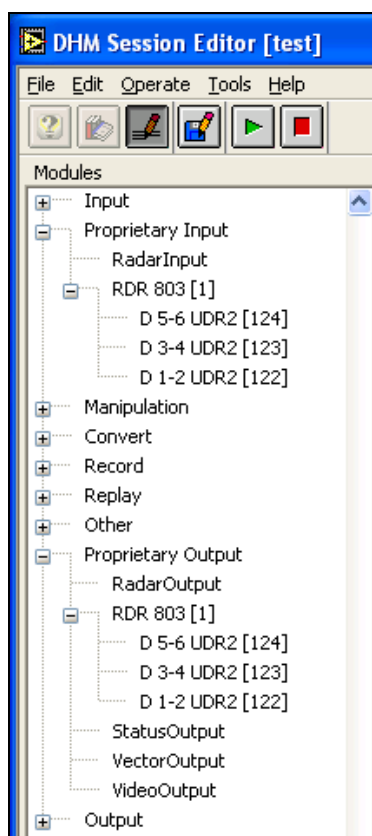 DHM Session Editor [test]
File Edit Operate Tools Help
Modules
Input
Proprietary Input
RadarInput
RDR 803 [1]
D 5-6 UDR2 [124]
D 3-4 UDR2 [123]
D 1-2 UDR2 [122]
Manipulation
Convert
Record
Replay
Other
Proprietary Output
RadarOutput
RDR 803 [1]
D 5-6 UDR2 [124]
D 3-4 UDR2 [123]
D 1-2 UDR2 [122]
StatusOutput
VectorOutput
VideoOutput
Output